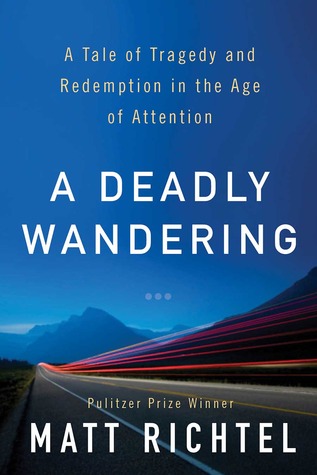 A Tale of Tragedy and
Redemption in the Age
of Attention
A DEADLY
WANDERING
Pulitzer Prize Winner
MATT RICHTEL